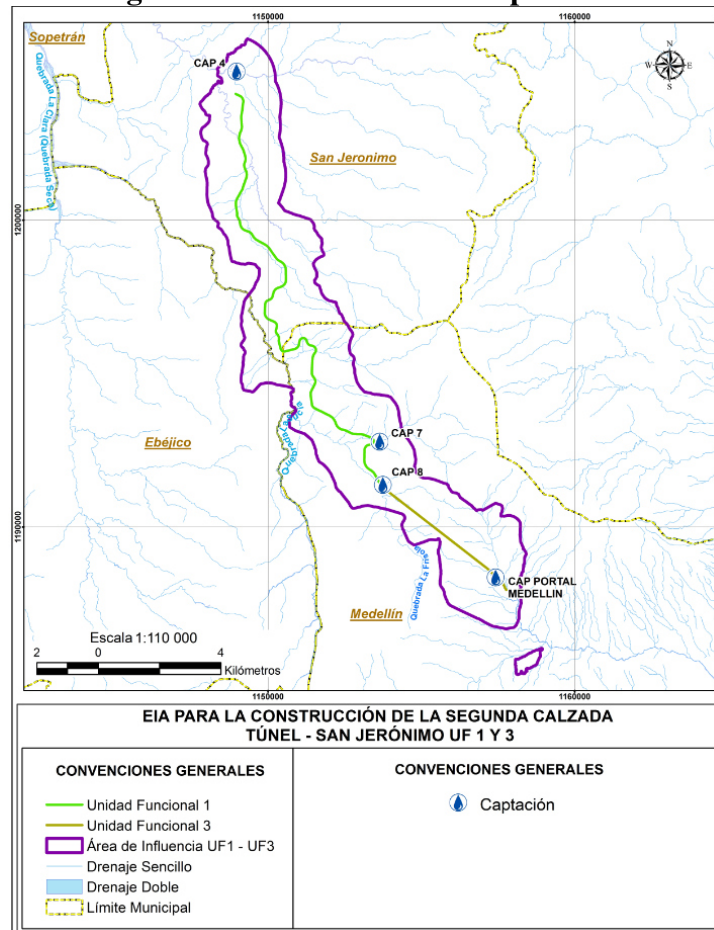 1150000
1160000
Sopetrán
CAP 4
N
W
E
S
Quebrada La Clara (Quebrada Seca)
San Jeronimo
1200000
1200000
CAP 7
Ebéjico
CAP 8
1190000
1190000
CAP PORTAL
MEDELLIN
Quebrada La Frisola
Medellín
Escala 1:110 000
2 0 4
Kilómetros
1150000
1160000
EIA PARA LA CONSTRUCCIÓN DE LA SEGUNDA CALZADA
TÚNEL - SAN JERÓNIMO UF 1 Y 3
CONVENCIONES GENERALES
Unidad Funcional 1
Unidad Funcional 3
Área de Influencia UF1 - UF3
Drenaje Sencillo
Drenaje Doble
Límite Municipal
CONVENCIONES GENERALES
Captación